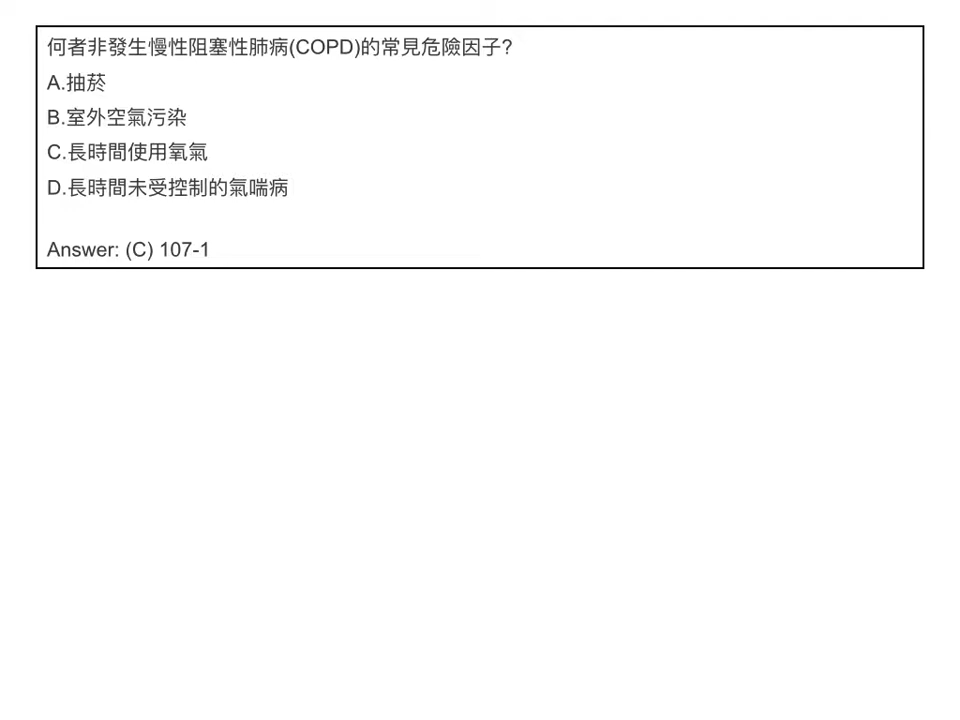 何者非發生慢性阻塞性肺病(COPD)的常見危險因子?
A.抽菸
B.室外空氣污染
C.長時間使用氧氣
D.長時間未受控制的氣喘病
Answer: (C) 107-1